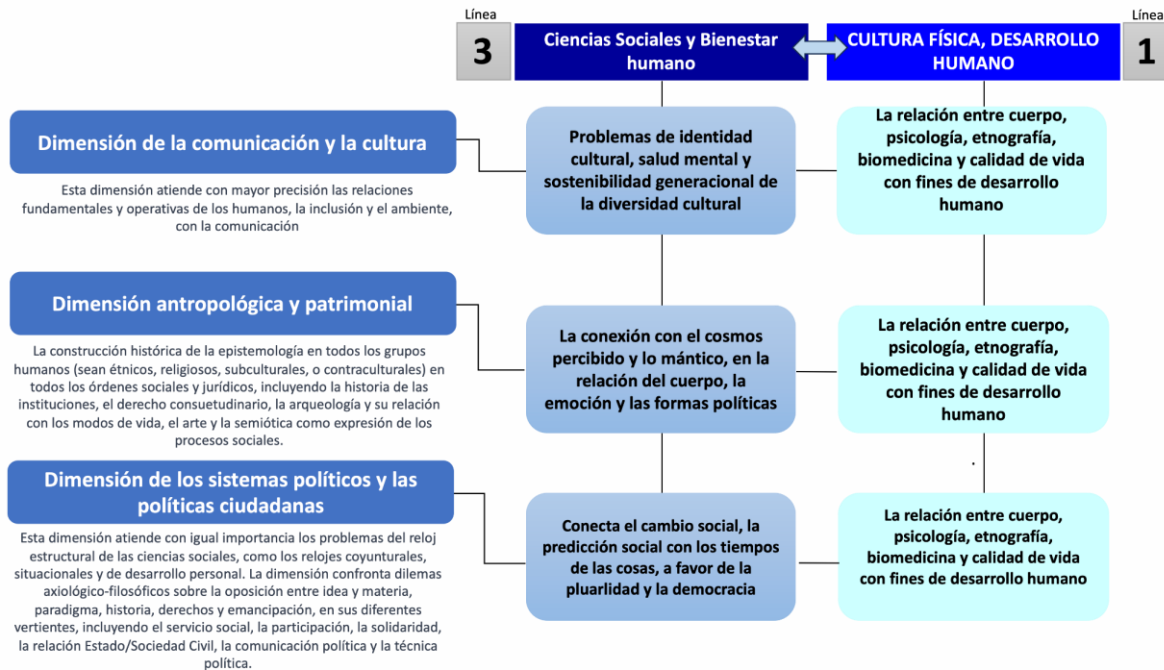 Línea
3
Ciencias Sociales y Bienestar
humano
CULTURA FÍSICA, DESARROLLO
HUMANO
Línea
1
Dimensión de la comunicación y la cultura
Esta dimensión atiende con mayor precisión las relaciones
fundamentales y operativas de los humanos, la inclusión y el ambiente,
con la comunicación
Problemas de identidad
cultural, salud mental y
sostenibilidad generacional de
la diversidad cultural
La relación entre cuerpo,
psicología, etnografía,
biomedicina y calidad de vida
con fines de desarrollo
humano
Dimensión antropológica y patrimonial
La construcción histórica de la epistemología en todos los grupos
humanos (sean étnicos, religiosos, subculturales, o contraculturales) en
todos los órdenes sociales y jurídicos, incluyendo la historia de las
instituciones, el derecho consuetudinario, la arqueología y su relación
con los modos de vida, el arte y la semiótica como expresión de los
procesos sociales.
La conexión con el cosmos
percibido y lo mántico, en la
relación del cuerpo, la
emoción y las formas políticas
La relación entre cuerpo,
psicología, etnografía,
biomedicina y calidad de vida
con fines de desarrollo
humano
.
Dimensión de los sistemas políticos y las
políticas ciudadanas
Esta dimensión atiende con igual importancia los problemas del reloj
estructural de las ciencias sociales, como los relojes coyunturales,
situacionales y de desarrollo personal. La dimensión confronta dilemas
axiológico-filosóficos sobre la oposición entre idea y materia,
paradigma, historia, derechos y emancipación, en sus diferentes
vertientes, incluyendo el servicio social, la participación, la solidaridad,
la relación Estado/Sociedad Civil, la comunicación política y la técnica
política.
Conecta el cambio social, la
predicción social con los tiempos
de las cosas, a favor de la
pluarlidad y la democracia
La relación entre cuerpo,
psicología, etnografía,
biomedicina y calidad de vida
con fines de desarrollo humano